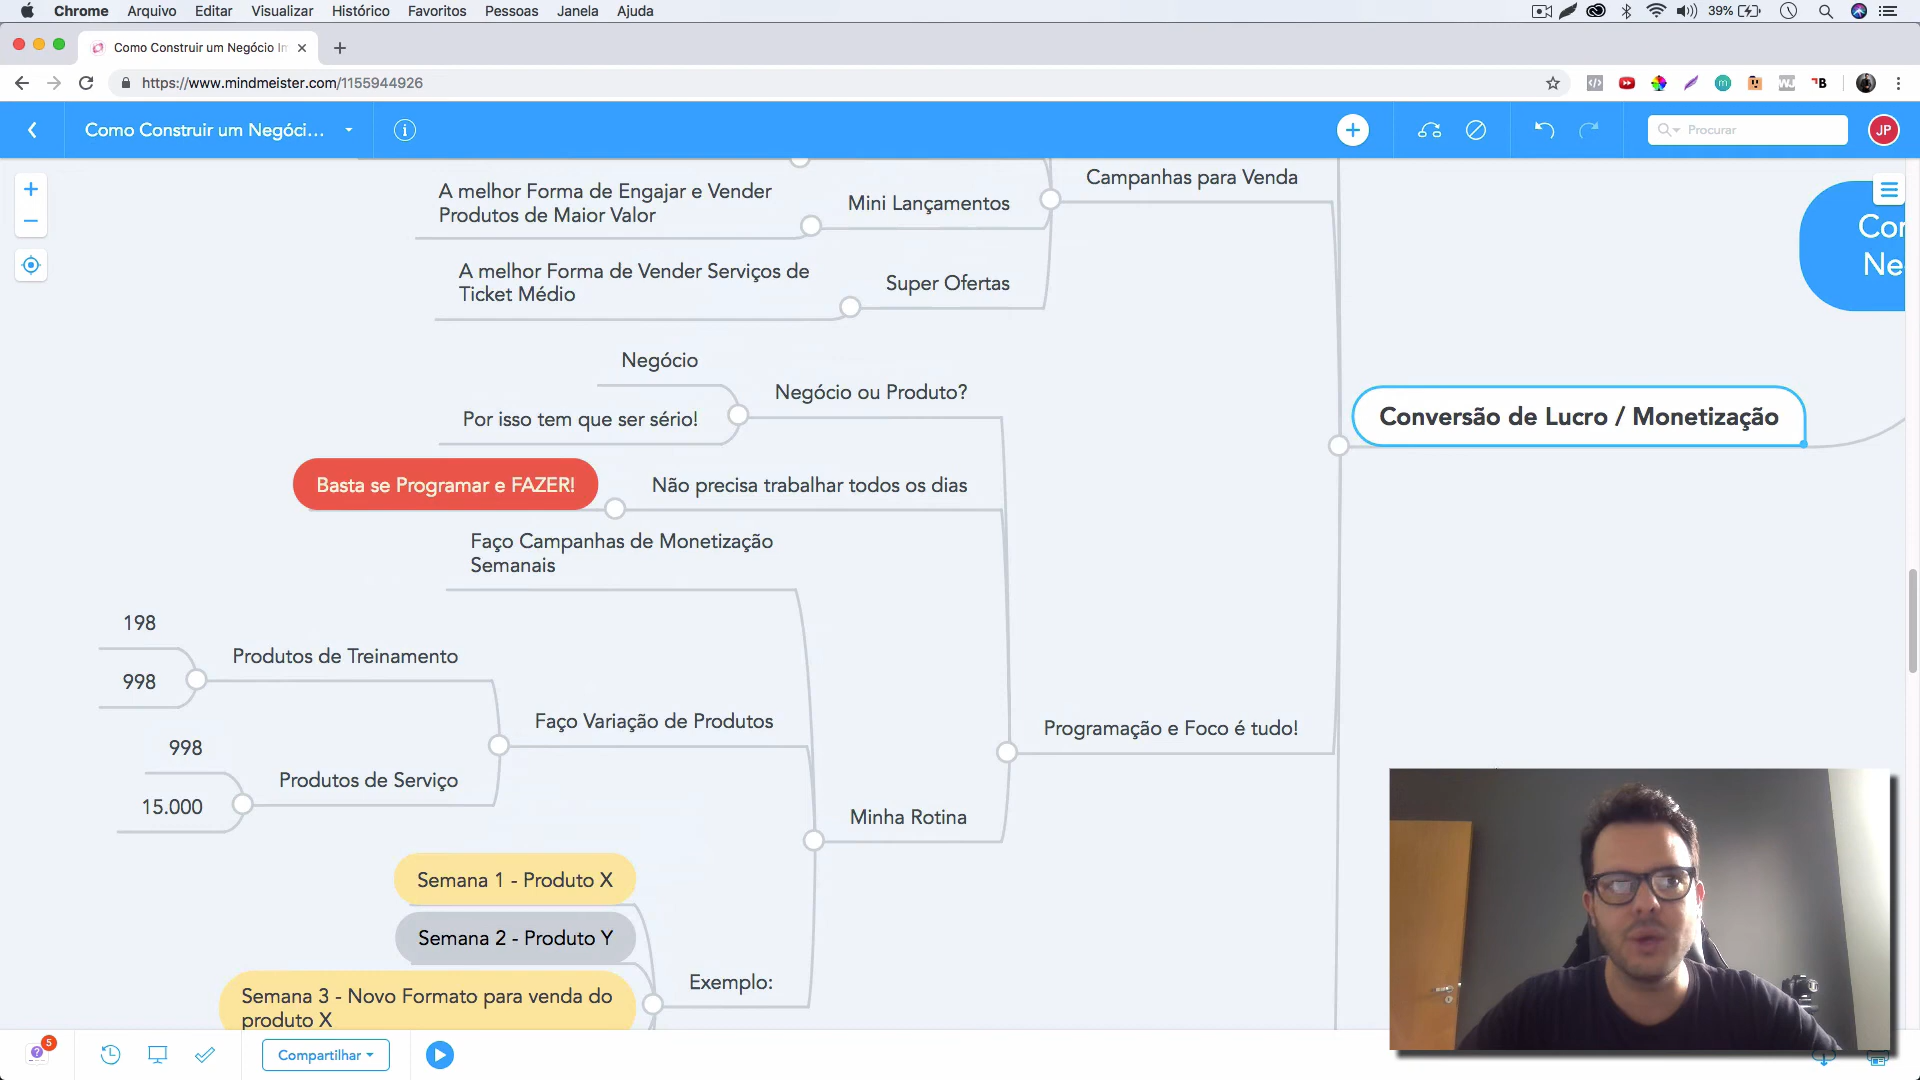 Chrome Arquivo Editar Visualizar Histórico Favoritos Pessoas Janela Ajuda
39%
Como Construir um Negócio
https://www.mindmeister.com/1155944926
Como Construir um Negóci...
Procurar
JP
A melhor Forma de Engajar e Vender
Produtos de Maior Valor
Mini Lançamentos
Campanhas para Venda
A melhor Forma de Vender Serviços de
Ticket Médio
Super Ofertas
Negócio
Negócio ou Produto?
Por isso tem que ser sério!
Conversão de Lucro / Monetização
Basta se Programar e FAZER!
Não precisa trabalhar todos os dias
Faço Campanhas de Monetização
Semanais
198
Produtos de Treinamento
998
Faço Variação de Produtos
Programação e Foco é tudo!
998
Produtos de Serviço
15.000
Minha Rotina
Semana 1 - Produto X
Semana 2 - Produto Y
Exemplo:
Semana 3 - Novo Formato para venda do
produto X
5
Compartilhar